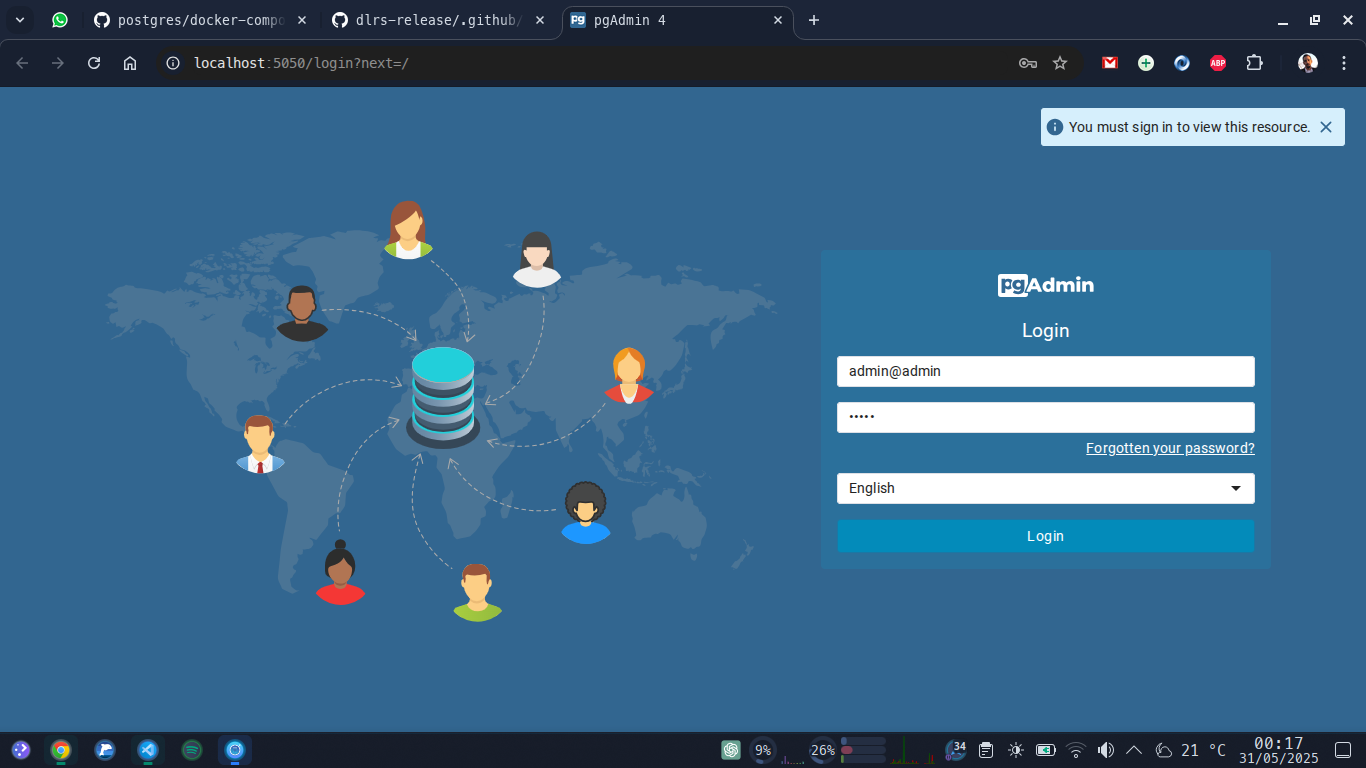 postgres/docker-compo
dlrs-release/.github/
pgAdmin 4
localhost:5050/login?next=/
ABP
You must sign in to view this resource.
pgAdmin
Login
admin@admin
•••••
Forgotten your password?
English
Login
9%
26%
34
21 °C
00:17
31/05/2025